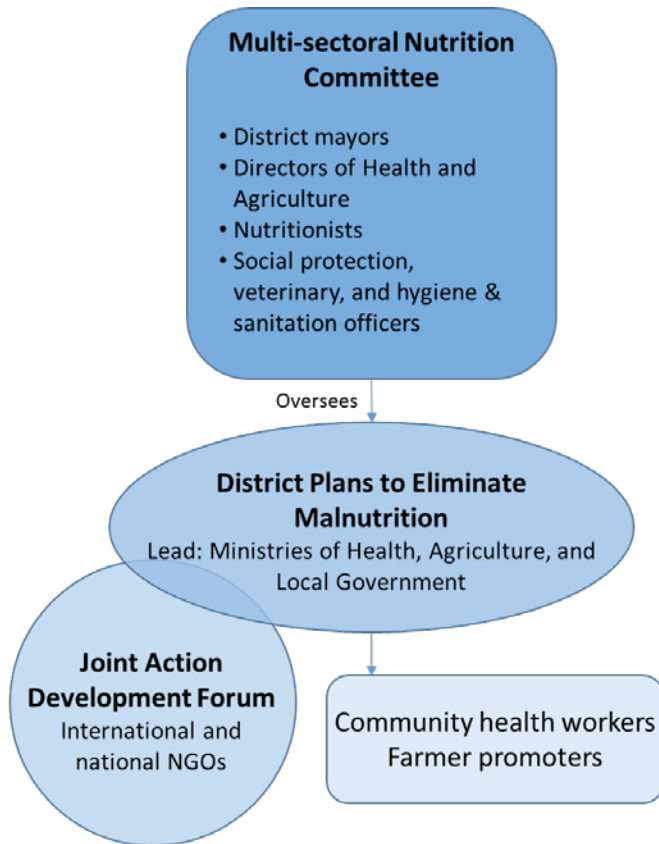 Multi-sectoral Nutrition
Committee
• District mayors
• Directors of Health and
Agriculture
• Nutritionists
• Social protection,
veterinary, and hygiene &
sanitation officers
Oversees
District Plans to Eliminate
Malnutrition
Lead: Ministries of Health, Agriculture, and
Local Government
Joint Action
Development Forum
International and
national NGOs
Community health workers
Farmer promoters